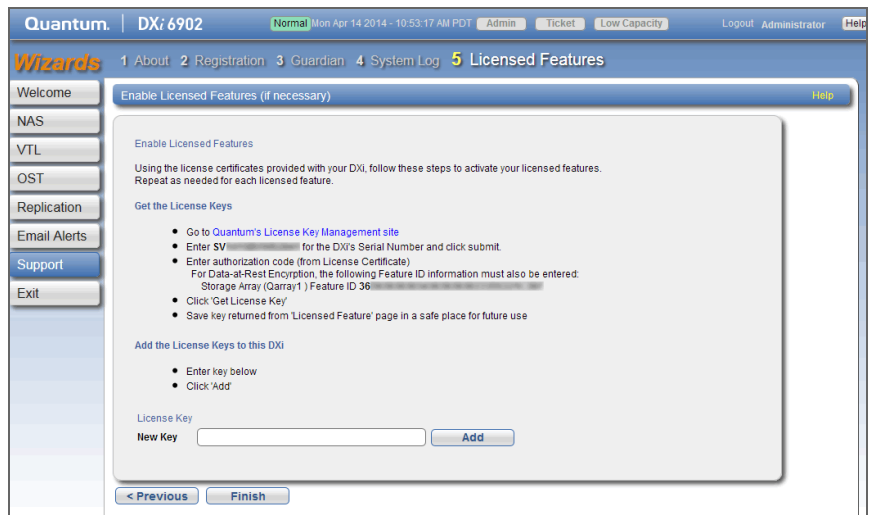 Quantum. DXi 6902 Normal Mon Apr 14 2014 - 10:53:17 AM PDT Admin Ticket Low Capacity Logout Administrator Help
Wizards 1 About 2 Registration 3 Guardian 4 System Log 5 Licensed Features
Welcome
NAS
VTL
OST
Replication
Email Alerts
Support
Exit
Enable Licensed Features (if necessary) Help
Enable Licensed Features
Using the license certificates provided with your DXi, follow these steps to activate your licensed features.
Repeat as needed for each licensed feature.
Get the License Keys
Go to Quantum's License Key Management site
Enter SV for the DXi's Serial Number and click submit.
Enter authorization code (from License Certificate)
For Data-at-Rest Encyrption, the following Feature ID information must also be entered:
Storage Array (Qarray1 ) Feature ID 36
Click 'Get License Key'
Save key returned from 'Licensed Feature' page in a safe place for future use
Add the License Keys to this DXi
Enter key below
Click 'Add'
License Key
New Key Add
< Previous Finish